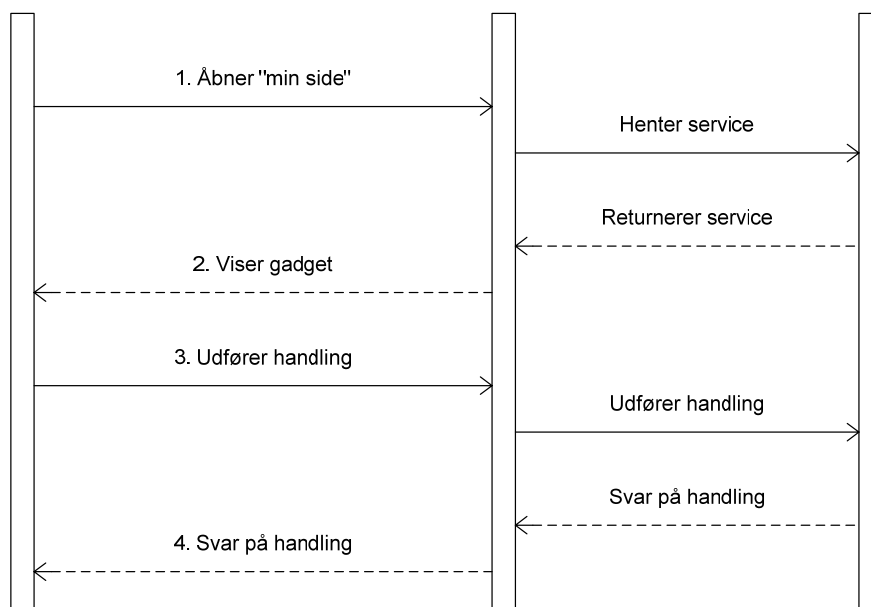 1. Åbner "min side"
Henter service
Returnerer service
2. Viser gadget
3. Udfører handling
Udfører handling
Svar på handling
4. Svar på handling